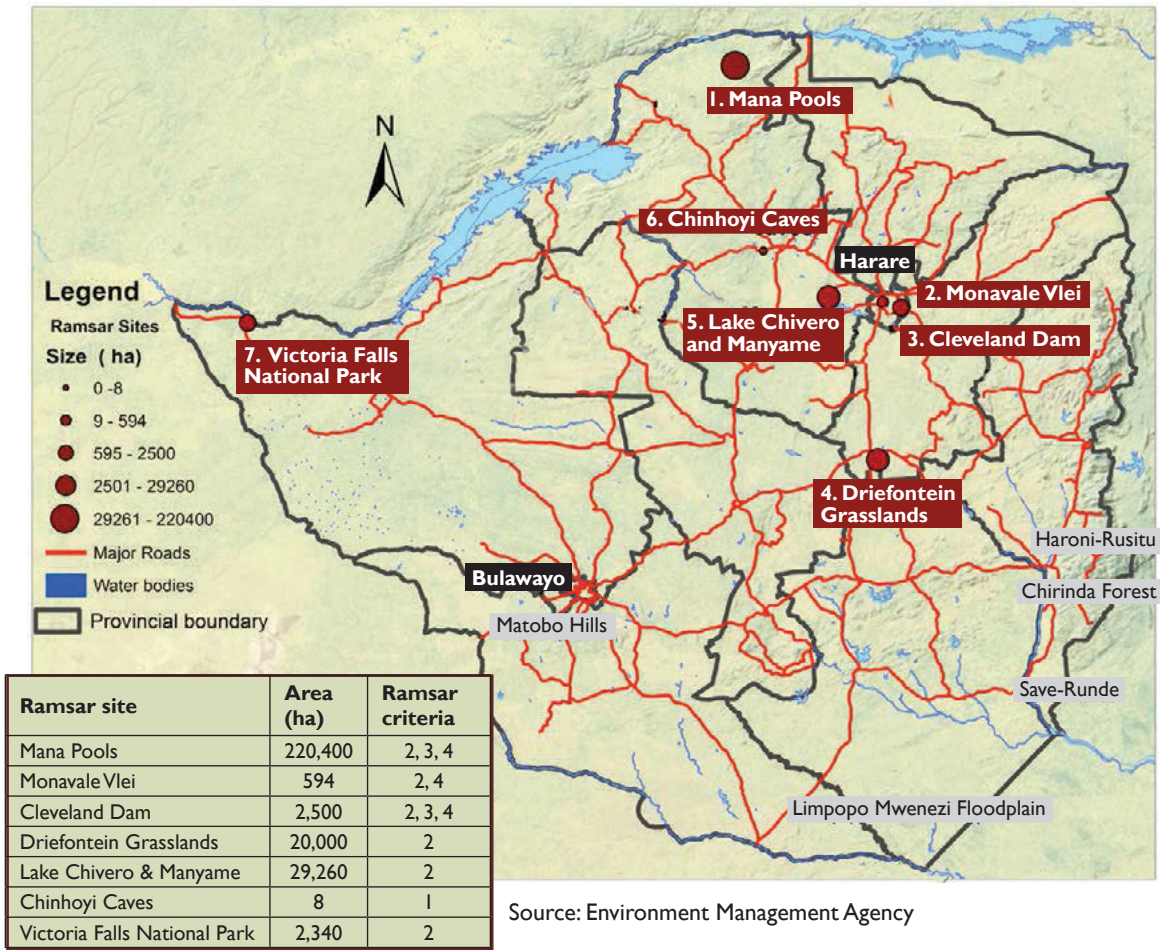 N
1. Mana Pools
6. Chinhoyi Caves
Harare
2. Monavale Vlei
5. Lake Chivero
and Manyame
3. Cleveland Dam
7. Victoria Falls
National Park
4. Driefontein
Grasslands
Haroni-Rusitu
Chirinda Forest
Bulawayo
Matobo Hills
Save-Runde
Limpopo Mwenezi Floodplain
Legend
Ramsar Sites
Size ( ha)
0 -8
9 - 594
595 - 2500
2501 - 29260
29261 - 220400
Major Roads
Water bodies
Provincial boundary
Ramsar site Area (ha) Ramsar criteria
Mana Pools 220,400 2, 3, 4
Monavale Vlei 594 2, 4
Cleveland Dam 2,500 2, 3, 4
Driefontein Grasslands 20,000 2
Lake Chivero & Manyame 29,260 2
Chinhoyi Caves 8 1
Victoria Falls National Park 2,340 2
Source: Environment Management Agency